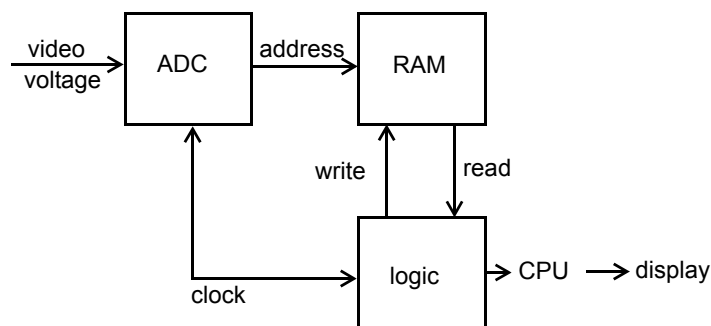 video
voltage
ADC
address
RAM
write
read
clock
logic
CPU
display